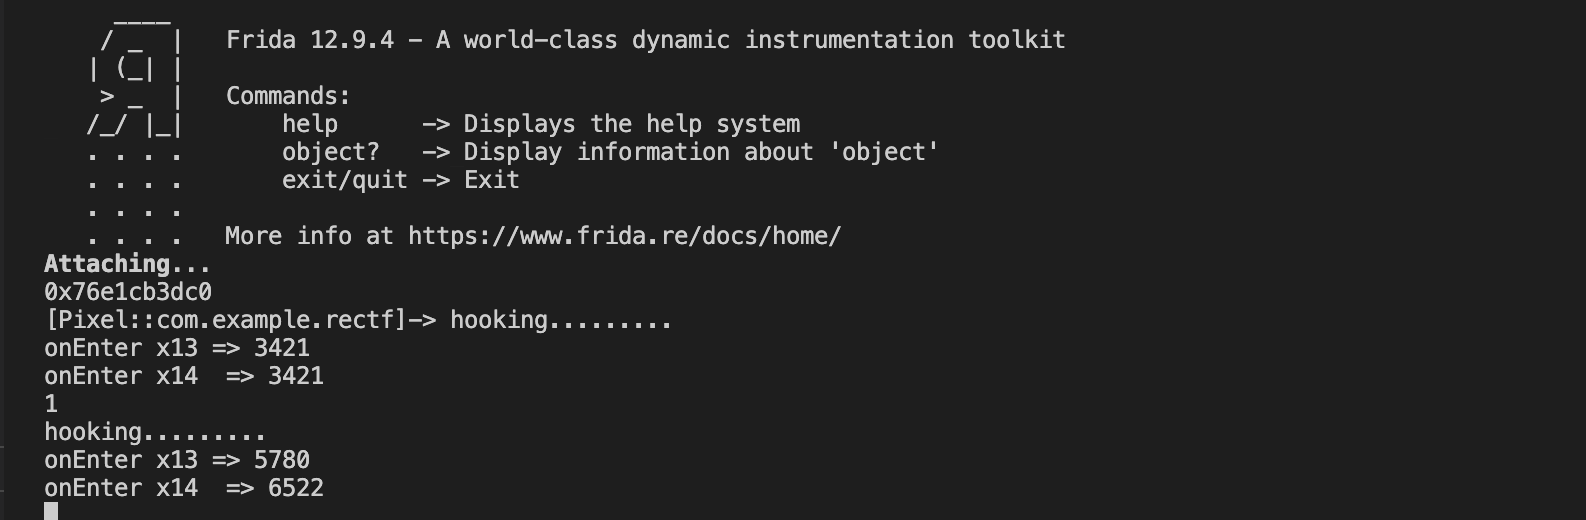 ____
    / _  |   Frida 12.9.4 - A world-class dynamic instrumentation toolkit
   | (_| |
    > _  |   Commands:
   /_/ |_|       help      -> Displays the help system
   . . . .       object?   -> Display information about 'object'
   . . . .       exit/quit -> Exit
   . . . .
   . . . .   More info at https://www.frida.re/docs/home/
Attaching...
0x76e1cb3dc0
[Pixel::com.example.rectf]-> hooking.........
onEnter x13 => 3421
onEnter x14  => 3421
1
hooking.........
onEnter x13 => 5780
onEnter x14  => 6522